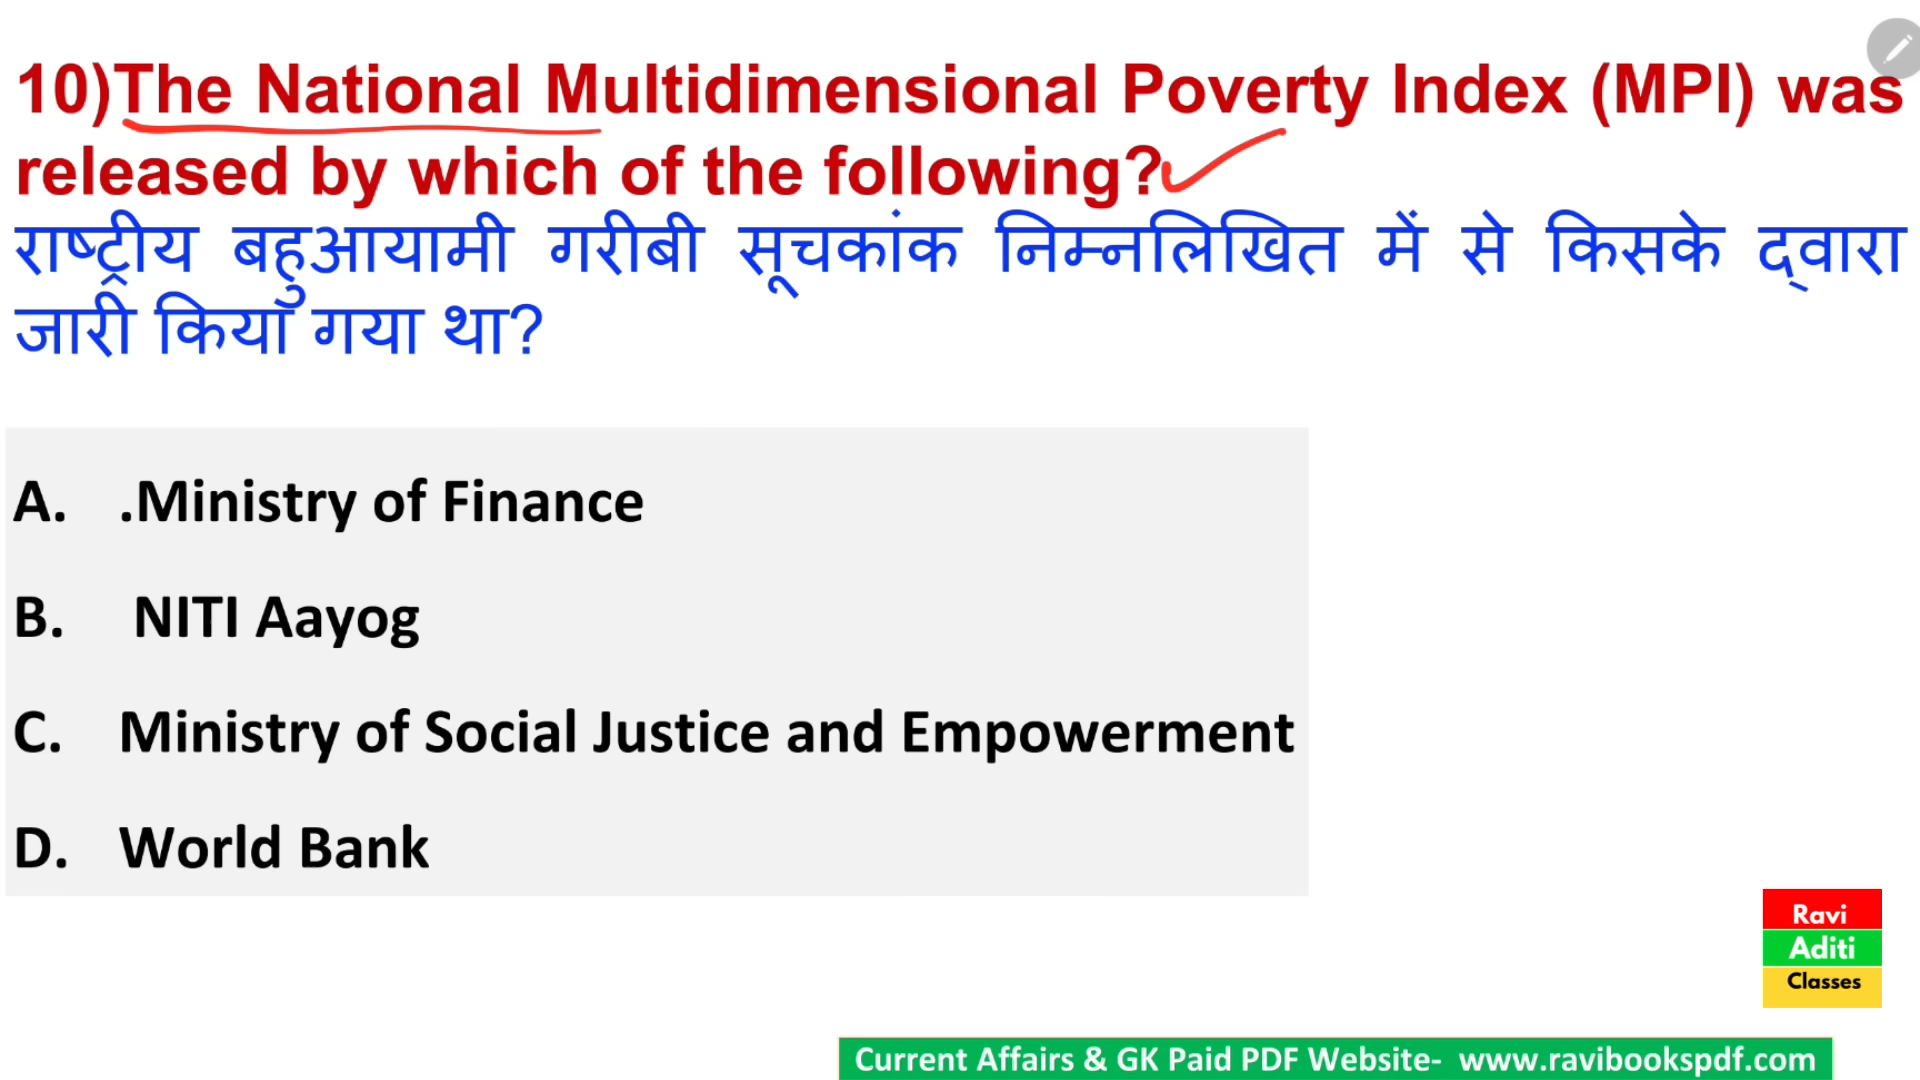 10)The National Multidimensional Poverty Index (MPI) was
released by which of the following?
राष्ट्रीय बहुआयामी गरीबी सूचकांक निम्नलिखित में से किसके द्वारा
जारी किया गया था?
A. .Ministry of Finance
B. NITI Aayog
C. Ministry of Social Justice and Empowerment
D. World Bank
Ravi
Aditi
Classes
Current Affairs & GK Paid PDF Website- www.ravibookspdf.com